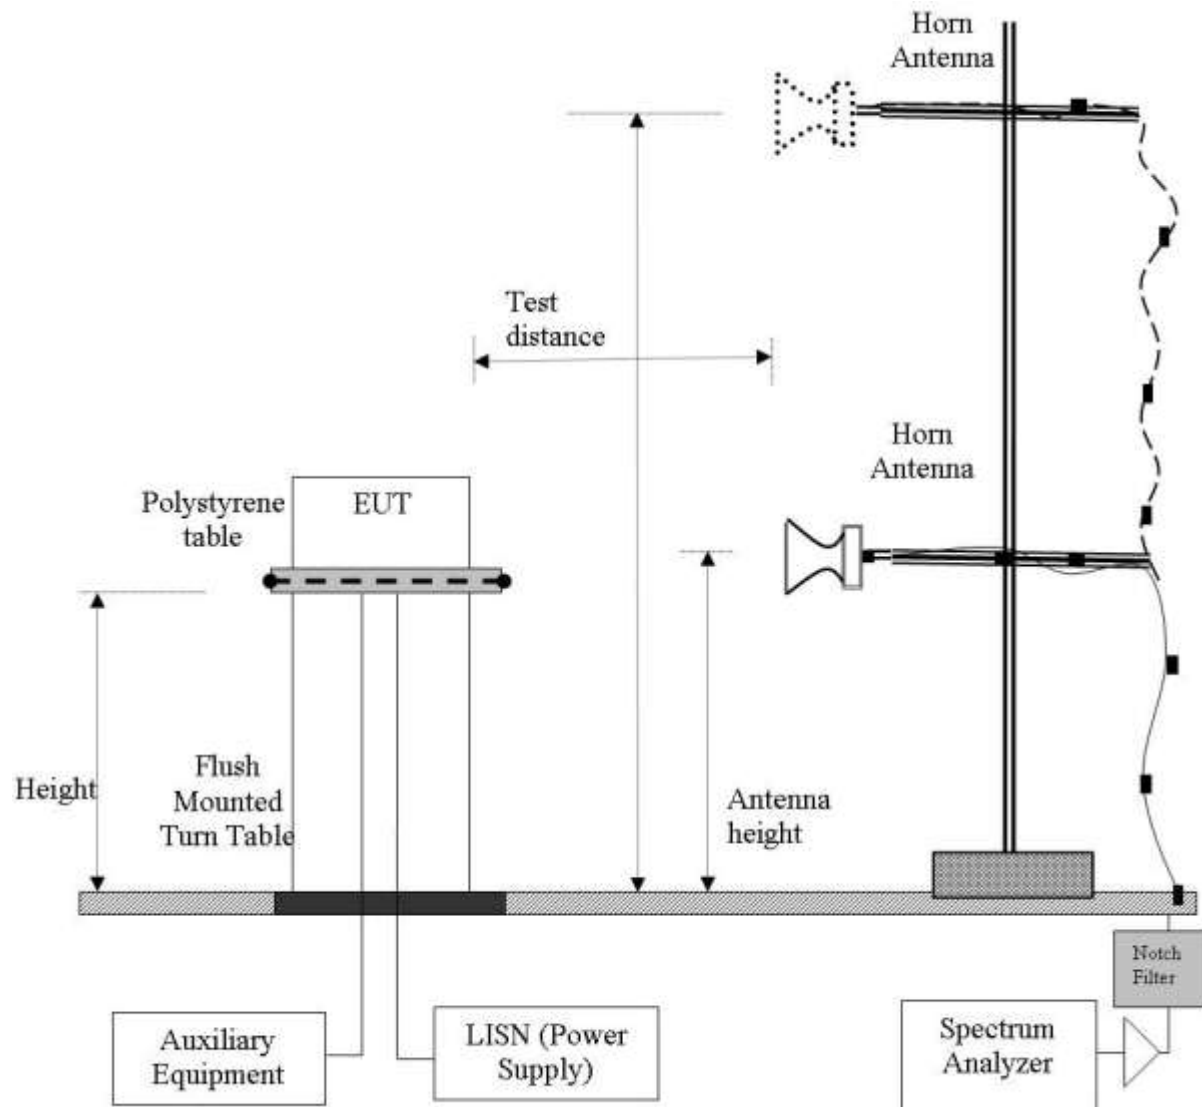 Horn
Antenna
Test
distance
Horn
Antenna
Polystyrene
table
EUT
Height
Flush
Mounted
Turn Table
Antenna
height
Notch
Filter
Auxiliary
Equipment
LISN (Power
Supply)
Spectrum
Analyzer